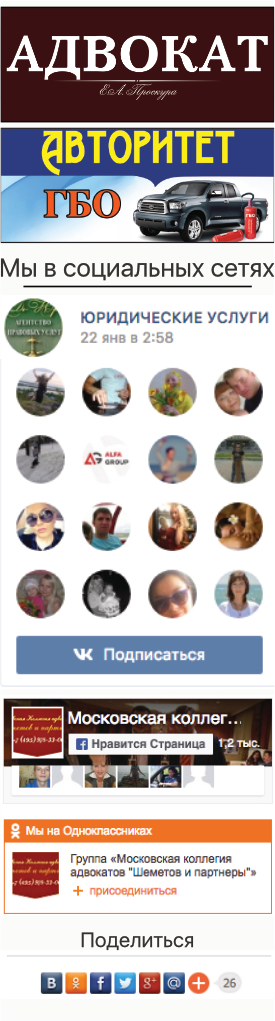 АДВОКАТ
Е.А. Проскура
АВТОРИТЕТ
ГБО
Мы в социальных сетях
АГЕНТСТВО
ПРАВОВЫХ УСЛУГ
ЮРИДИЧЕСКИЕ УСЛУГИ
22 янв в 2:58
ALFA
GROUP
Подписаться
Московская коллег...
Нравится Страница
1,2 тыс.
Мы на Одноклассниках
Группа «Московская коллегия
адвокатов "Шеметов и партнеры"»
+ присоединиться
Поделиться
26